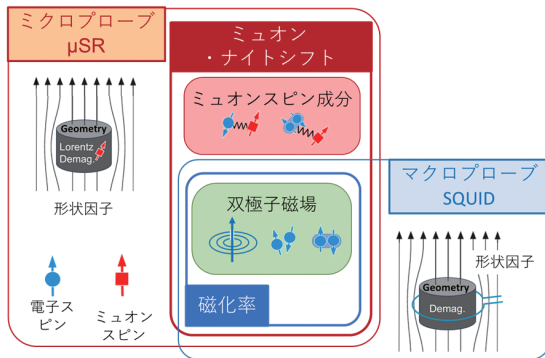 ミクロプローブ
μSR
ミュオン
・ナイトシフト
ミュオンスピン成分
Geometry
Lorentz
Demag.
形状因子
双極子磁場
磁化率
マクロプローブ
SQUID
形状因子
Geometry
Demag.
電子ス
ピン
ミュオン
スピン